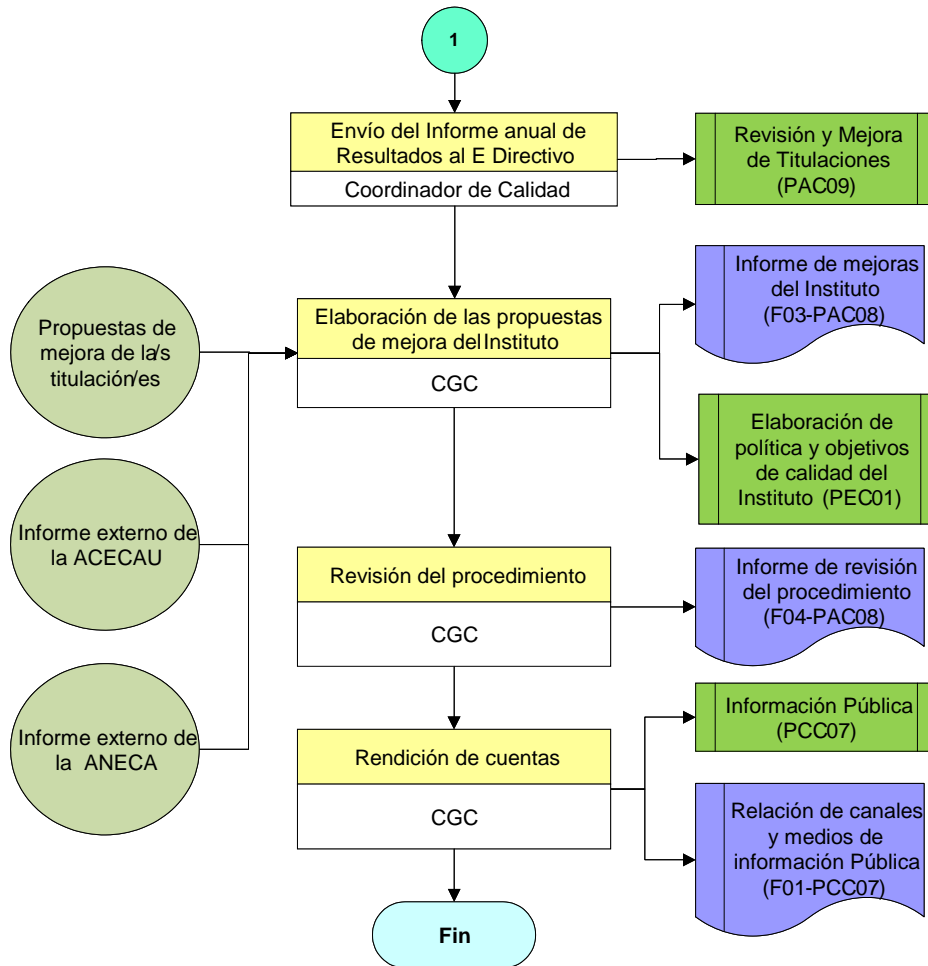 1
Envío del Informe anual de
Resultados al E Directivo
Coordinador de Calidad
Revisión y Mejora
de Titulaciones
(PAC09)
Informe de mejoras
del Instituto
(F03-PAC08)
Propuestas de
mejora de la/s
titulación/es
Elaboración de las propuestas
de mejora del Instituto
CGC
Elaboración de
política y objetivos
de calidad del
Instituto (PEC01)
Informe externo de
la ACECAU
Revisión del procedimiento
CGC
Informe de revisión
del procedimiento
(F04-PAC08)
Informe externo de
la ANECA
Rendición de cuentas
CGC
Información Pública
(PCC07)
Relación de canales
y medios de
información Pública
(F01-PCC07)
Fin